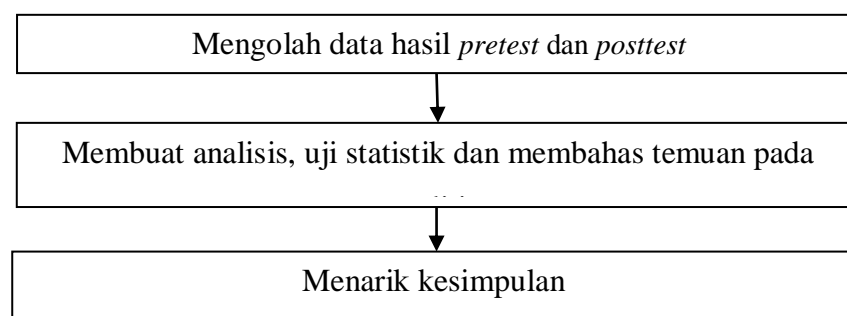 Mengolah data hasil pretest dan posttest
Membuat analisis, uji statistik dan membahas temuan pada
Menarik kesimpulan